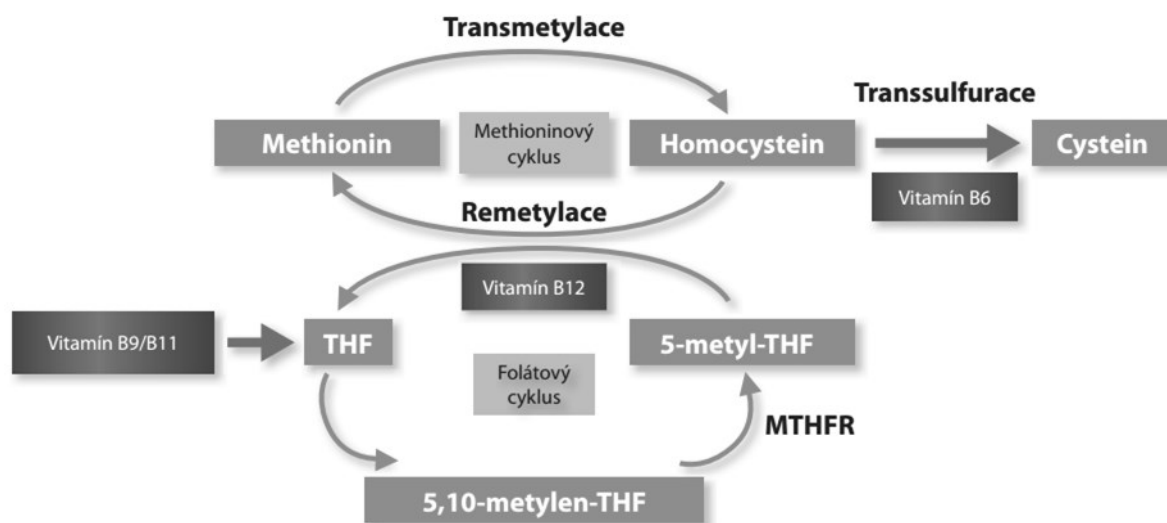 Transmetylace
Transsulfurace
Methionin
Methioninový
cyklus
Homocystein
Cystein
Vitamín B6
Remetylace
Vitamín B12
Vitamín B9/B11
THF
5-metyl-THF
Folátový
cyklus
MTHFR
5,10-metylen-THF